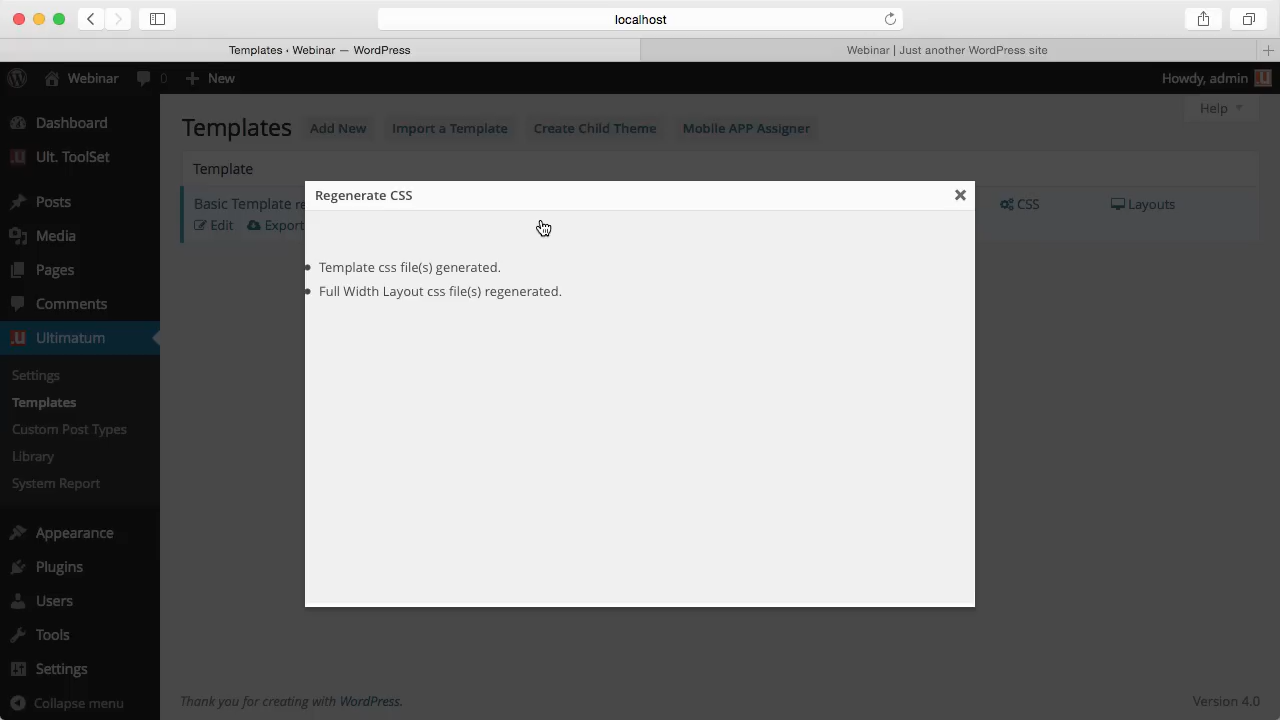 localhost
Templates ‹ Webinar — WordPress
Webinar | Just another WordPress site
Webinar
0
New
Howdy, admin
Help
Dashboard
Ult. ToolSet
Posts
Media
Pages
Comments
Ultimatum
Settings
Templates
Custom Post Types
Library
System Report
Appearance
Plugins
Users
Tools
Settings
Collapse menu
Templates
Add New
Import a Template
Create Child Theme
Mobile APP Assigner
Template
Basic Template
Edit
Export
CSS
Layouts
Regenerate CSS
Template css file(s) generated.
Full Width Layout css file(s) regenerated.
Thank you for creating with WordPress.
Version 4.0